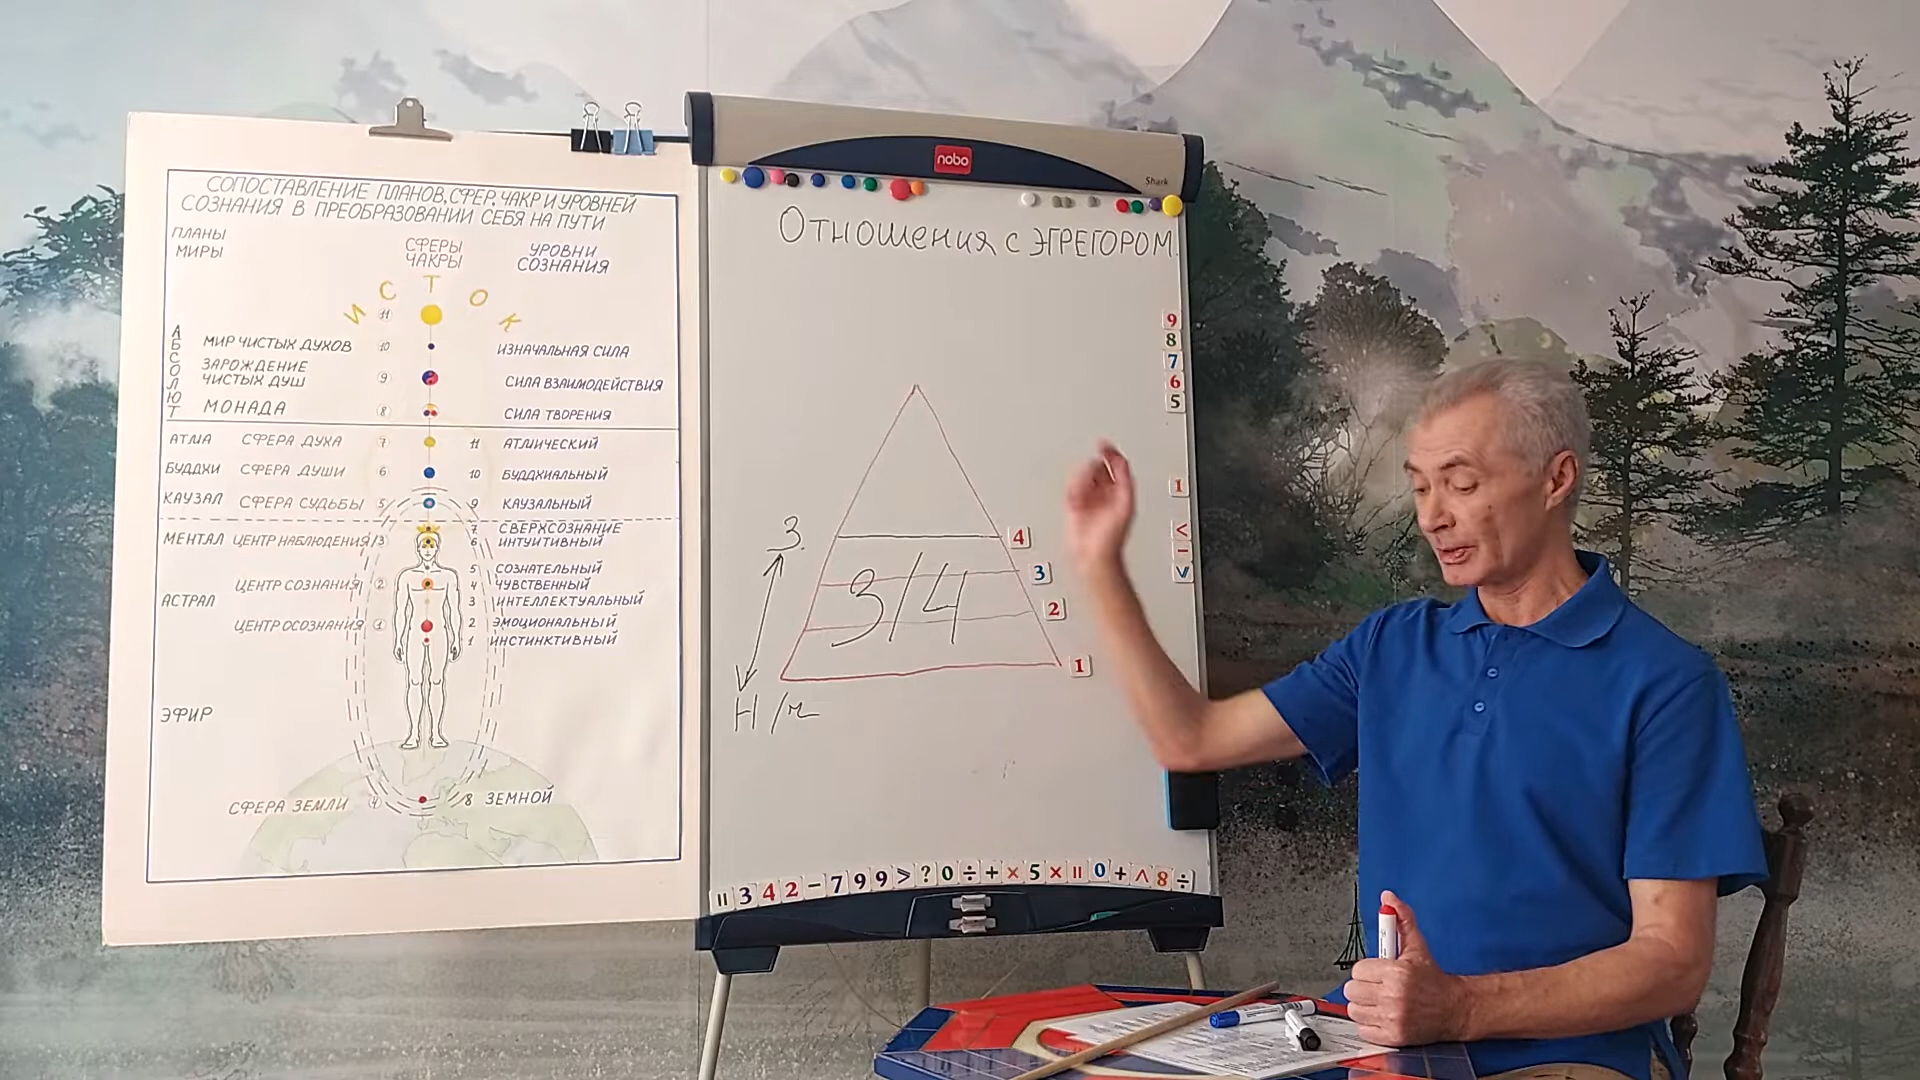 СОПОСТАВЛЕНИЕ ПЛАНОВ, СФЕР, ЧАКР И УРОВНЕЙ
СОЗНАНИЯ В ПРЕОБРАЗОВАНИИ СЕБЯ НА ПУТИ
ПЛАНЫ
МИРЫ
СФЕРЫ
ЧАКРЫ
УРОВНИ
СОЗНАНИЯ
ИСТОК
11
АБСОЛЮТ
МИР ЧИСТЫХ ДУХОВ 10 ИЗНАЧАЛЬНАЯ СИЛА
ЗАРОЖДЕНИЕ
ЧИСТЫХ ДУШ 9 СИЛА ВЗАИМОДЕЙСТВИЯ
МОНАДА 8 СИЛА ТВОРЕНИЯ
АТМА СФЕРА ДУХА 7 11 АТМИЧЕСКИЙ
БУДДХИ СФЕРА ДУШИ 6 10 БУДДХИАЛЬНЫЙ
КАУЗАЛ СФЕРА СУДЬБЫ 5 9 КАУЗАЛЬНЫЙ
7 СВЕРХСОЗНАНИЕ
МЕНТАЛ ЦЕНТР НАБЛЮДЕНИЯ 3 6 ИНТУИТИВНЫЙ
5 СОЗНАТЕЛЬНЫЙ
ЦЕНТР СОЗНАНИЯ 2 4 ЧУВСТВЕННЫЙ
АСТРАЛ 3 ИНТЕЛЛЕКТУАЛЬНЫЙ
ЦЕНТР ОСОЗНАНИЯ 1 2 ЭМОЦИОНАЛЬНЫЙ
1 ИНСТИНКТИВНЫЙ
ЭФИР
СФЕРА ЗЕМЛИ 4 8 ЗЕМНОЙ
nobo
Shark
Отношения с ЭГРЕГОРОМ.
9
8
7
6
5
1
<
–
3.
4
3
3/4
2
1
Н/ч
= 3 4 2 - 7 9 9 > ? 0 ÷ + × 5 × = 0 + ^ 8 ÷